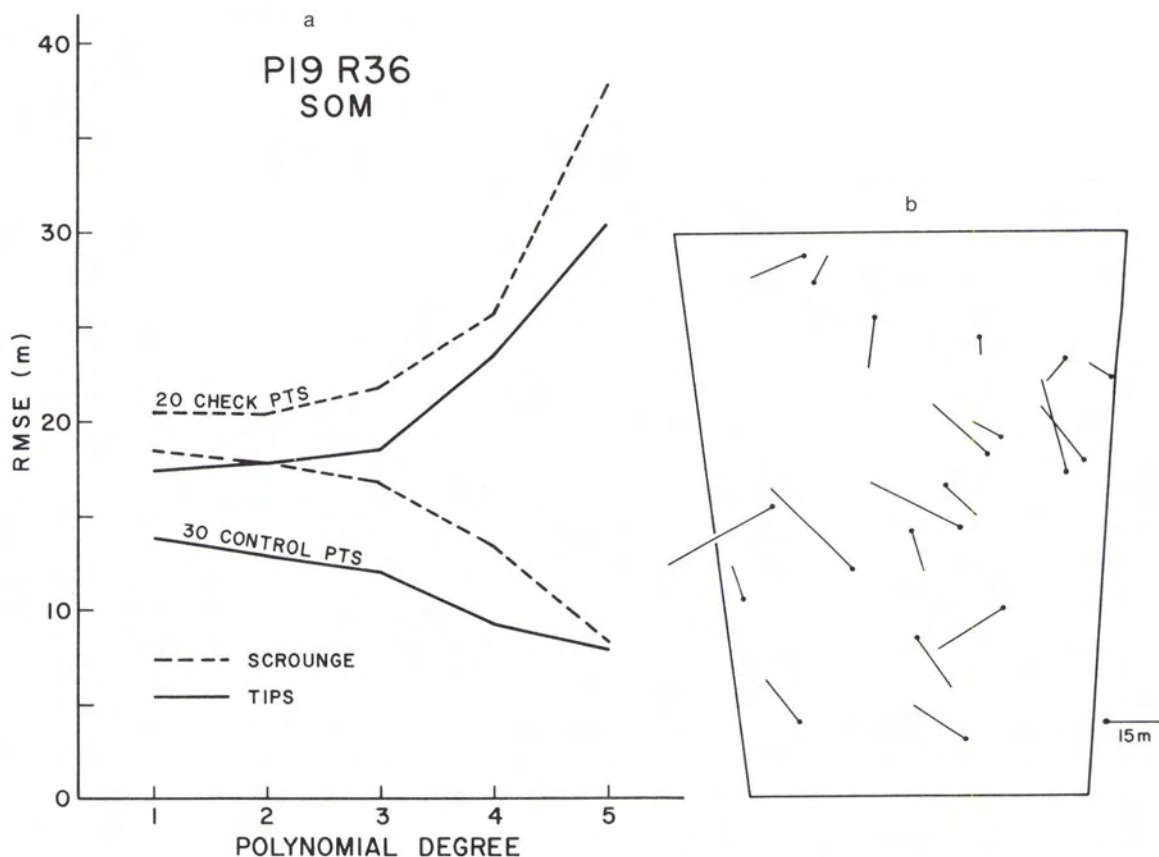 a
P19 R36
SOM
40
30
20
10
0
RMSE (m)
20 CHECK PTS
30 CONTROL PTS
SCROUNGE
TIPS
1 2 3 4 5
POLYNOMIAL DEGREE
b
15m